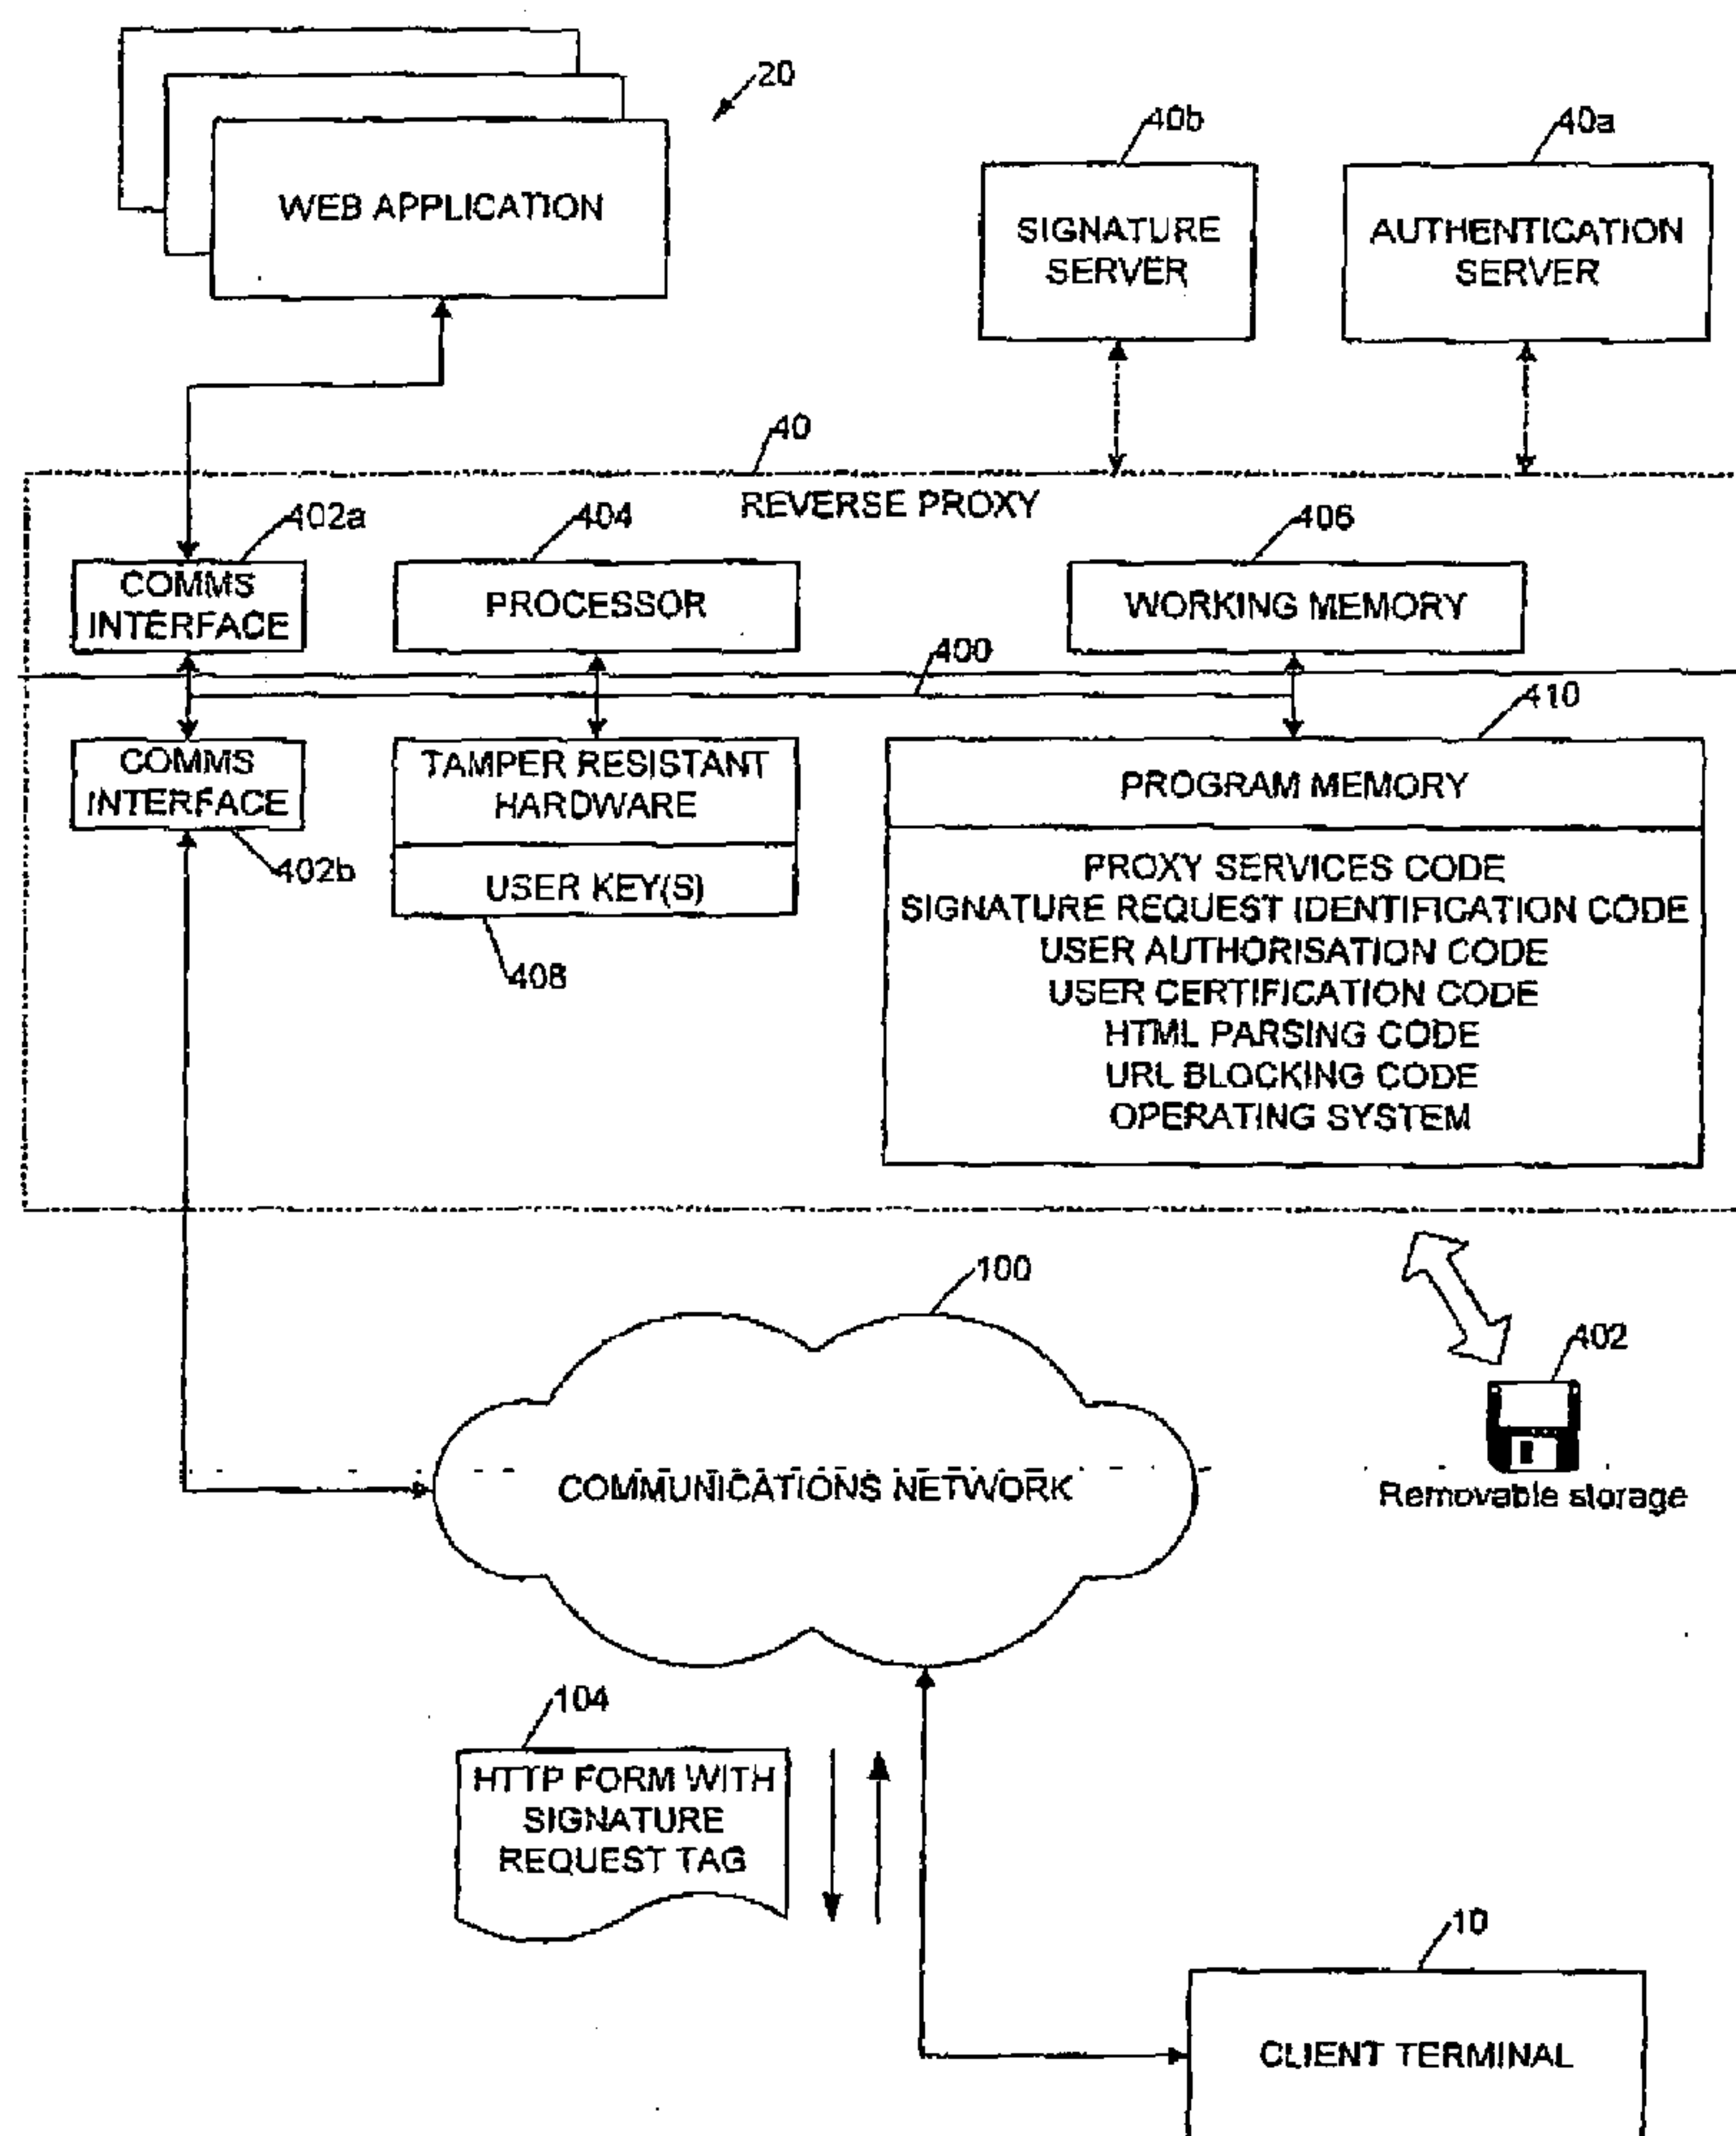 20
WEB APPLICATION
40b
40a
SIGNATURE
SERVER
AUTHENTICATION
SERVER
40
REVERSE PROXY
402a
404
406
COMMS
INTERFACE
PROCESSOR
WORKING MEMORY
400
410
COMMS
INTERFACE
402b
TAMPER RESISTANT
HARDWARE
USER KEY(S)
408
PROGRAM MEMORY
PROXY SERVICES CODE
SIGNATURE REQUEST IDENTIFICATION CODE
USER AUTHORISATION CODE
USER CERTIFICATION CODE
HTML PARSING CODE
URL BLOCKING CODE
OPERATING SYSTEM
100
COMMUNICATIONS NETWORK
402
Removable storage
104
HTTP FORM WITH
SIGNATURE
REQUEST TAG
10
CLIENT TERMINAL